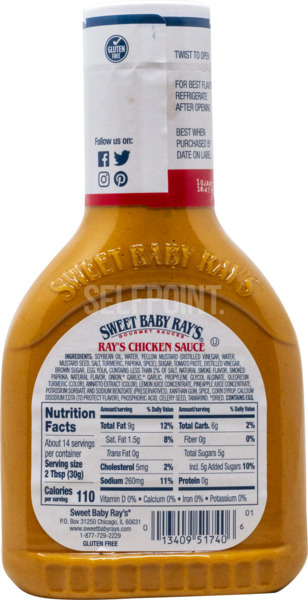 GLUTEN
FREE
TWIST TO OPEN
FOR BEST FLAV
REFRIGERATE
AFTER OPENING
Follow us on:
BEST WHEN
PURCHASED BY
DATE ON LABEL
SWEET BABY RAY'S
SELFPOINT.
SWEET BABY RAY'S
GOURMET SAUCES
RAY'S CHICKEN SAUCE
INGREDIENTS: SOYBEAN OIL, WATER, YELLOW MUSTARD (DISTILLED VINEGAR, WATER,
MUSTARD SEED, SALT, TURMERIC, PAPRIKA, SPICE), SUGAR, TOMATO PASTE, DISTILLED VINEGAR,
BROWN SUGAR, EGG YOLK, CONTAINS LESS THAN 2% OF: SALT, NATURAL SMOKE FLAVOR, SMOKED
PAPRIKA, NATURAL FLAVOR, ONION,* GARLIC,* GARLIC, PROPYLENE GLYCOL ALGINATE, OLEORESIN
TURMERIC (COLOR), ANNATTO EXTRACT (COLOR), LEMON JUICE CONCENTRATE, PINEAPPLE JUICE CONCENTRATE,
POTASSIUM SORBATE AND SODIUM BENZOATE (PRESERVATIVES), XANTHAN GUM, SPICE, CORN SYRUP, CALCIUM
DISODIUM EDTA (TO PROTECT FLAVOR), PHOSPHORIC ACID, CELERY SEED, TAMARIND. *DRIED. CONTAINS: EGG.
Nutrition
Facts
About 14 servings
per container
Serving size
2 Tbsp (30g)
Calories
per serving 110
Amount/serving % Daily Value
Total Fat 9g 12%
Sat. Fat 1.5g 8%
Trans Fat 0g
Cholesterol 5mg 2%
Sodium 260mg 11%
Amount/serving % Daily Value
Total Carb. 6g 2%
Fiber 0g 0%
Total Sugars 5g
Incl. 5g Added Sugars 10%
Protein 0g
Vitamin D 0% • Calcium 0% • Iron 0% • Potassium 0%
Sweet Baby Ray's®
P.O. Box 31250 Chicago, IL 60631
www.sweetbabyrays.com
1-877-729-2229
GLUTEN FREE
01
0 13409 51740 6